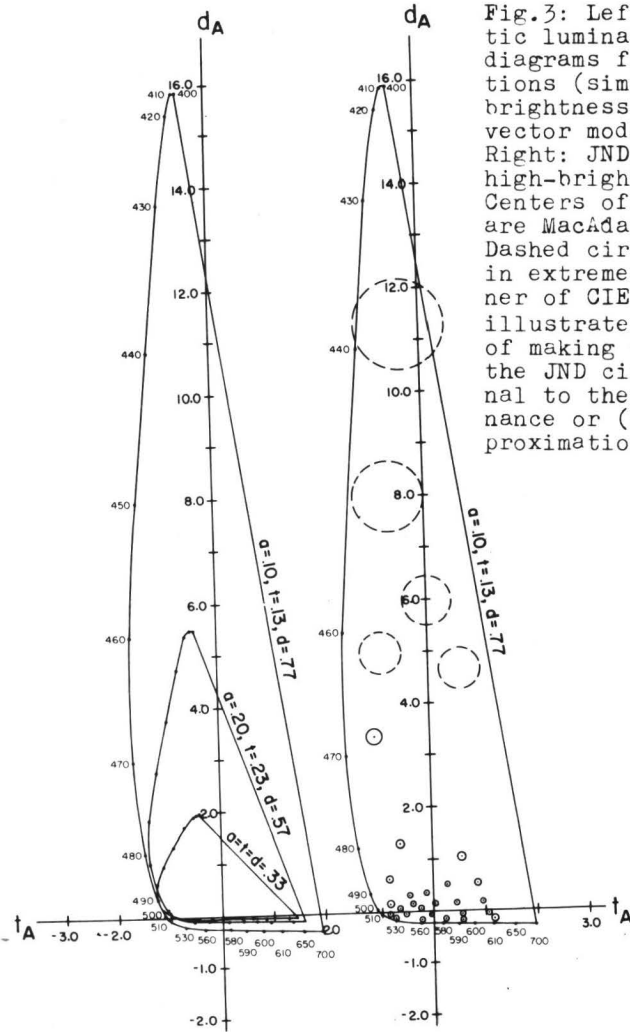 Fig.3: Lef
tic lumina
diagrams f
tions (sim
brightness
vector mod
Right: JND
high-brigh
Centers of
are MacAda
Dashed cir
in extreme
ner of CIE
illustrate
of making
the JND ci
nal to the
nance or (
proximatio
d_A
16.0
410 400
420
14.0
430
12.0
440
10.0
450
8.0
a=.10, t=.13, d=.77
6.0
460
a=.20, t=.23, d=.57
4.0
470
2.0
a=t=d=.33
480
490
500
510
t_A
-3.0 -2.0
2.0
530 560 580 600 650
590 610 700
-1.0
-2.0
d_A
16.0
410 400
420
14.0
430
12.0
440
10.0
8.0
a=.10, t=.13, d=.77
6.0
460
4.0
470
2.0
480
490
500
510
t_A
3.0
530 560 580 600 650
590 610 700
-1.0
-2.0